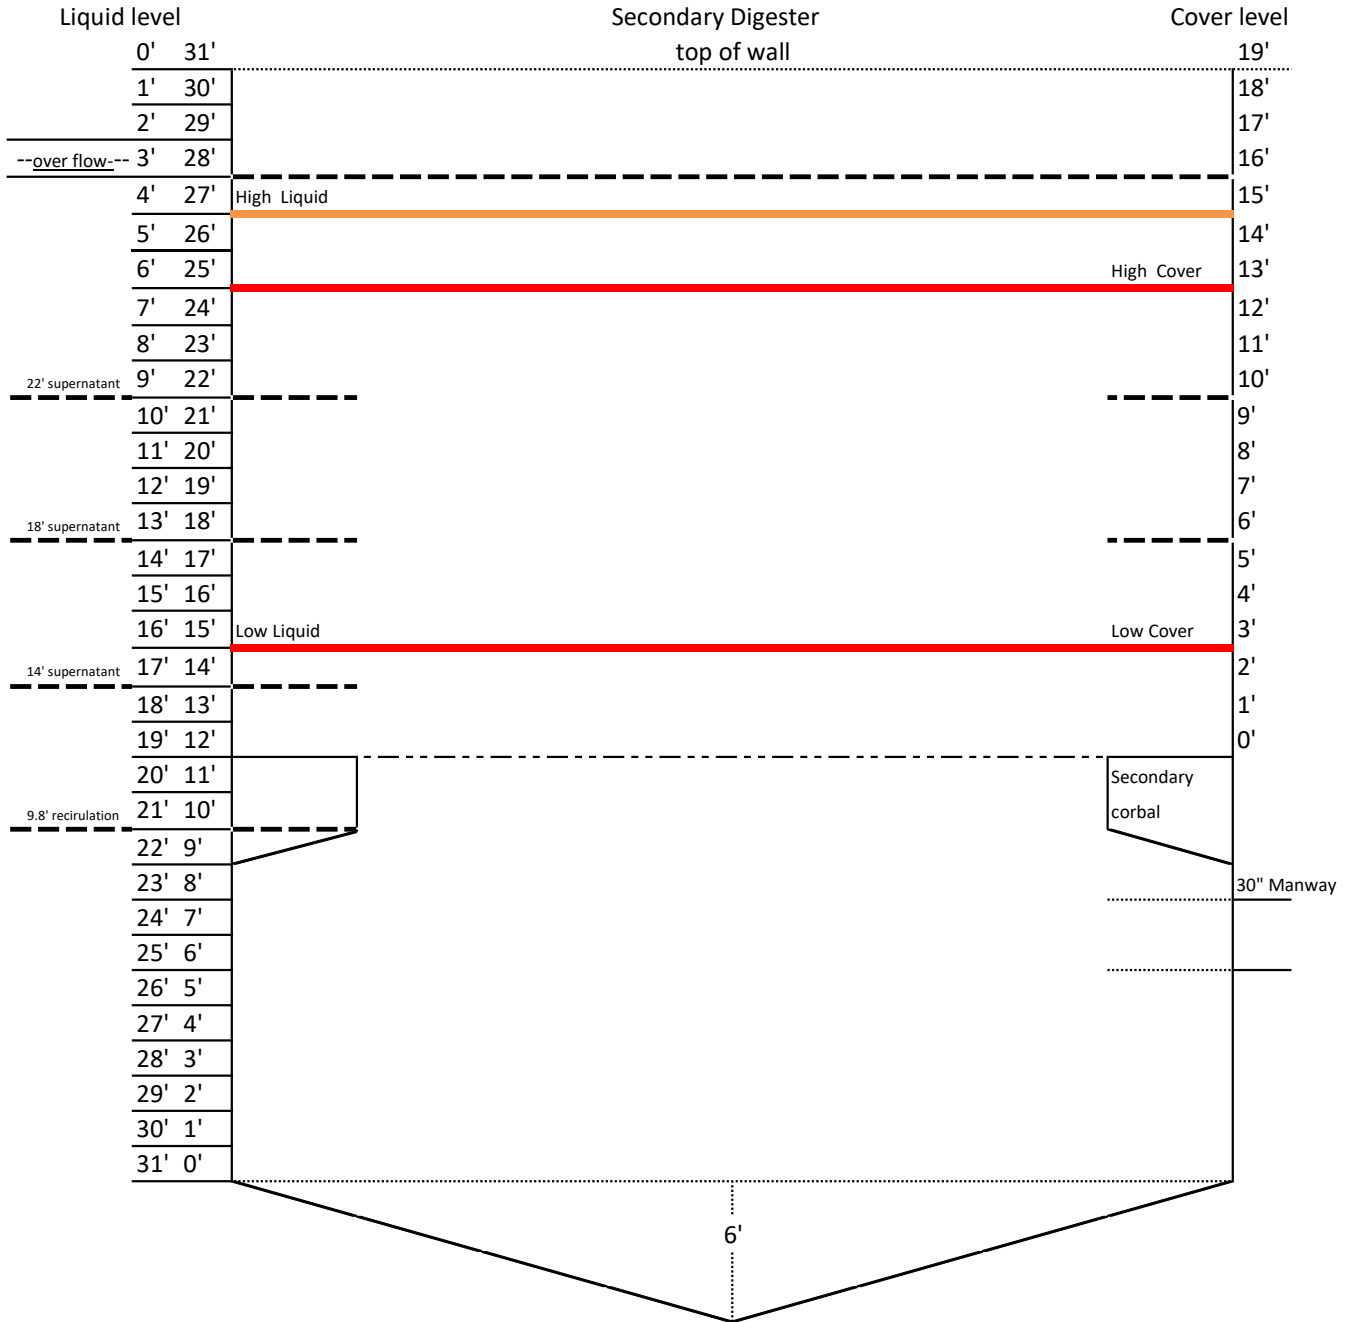 Liquid level Secondary Digester Cover level
0' 31' top of wall 19'
1' 30' 18'
2' 29' 17'
--over flow--- 3' 28' 16'
4' 27' High Liquid 15'
5' 26' 14'
6' 25' High Cover 13'
7' 24' 12'
8' 23' 11'
22' supernatant 9' 22' 10'
10' 21' 9'
11' 20' 8'
12' 19' 7'
18' supernatant 13' 18' 6'
14' 17' 5'
15' 16' 4'
16' 15' Low Liquid Low Cover 3'
14' supernatant 17' 14' 2'
18' 13' 1'
19' 12' 0'
20' 11' Secondary
9.8' recirulation 21' 10' corbal
22' 9'
23' 8' 30" Manway
24' 7'
25' 6'
26' 5'
27' 4'
28' 3'
29' 2'
30' 1'
31' 0'
6'